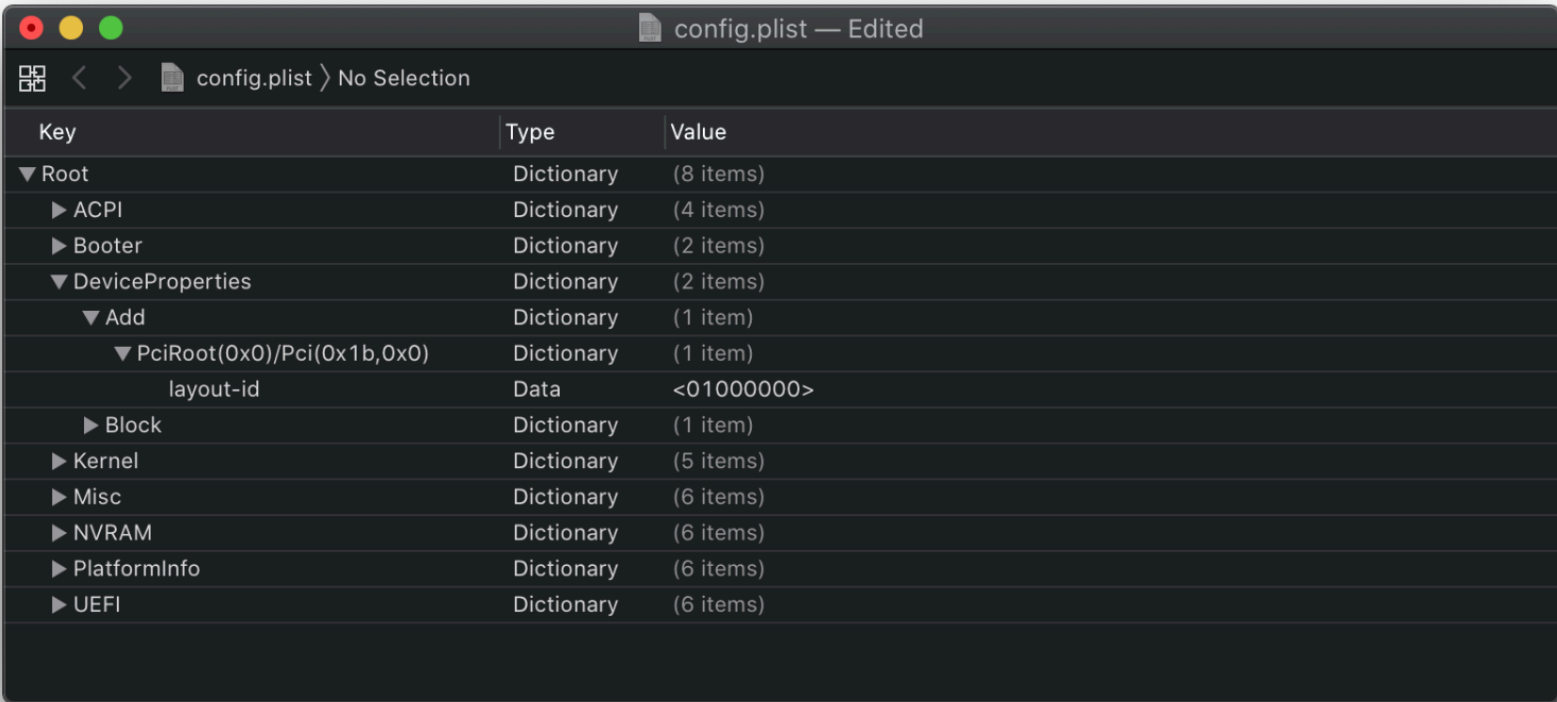 config.plist — Edited
config.plist 〉 No Selection
Key Type Value
Root Dictionary (8 items)
ACPI Dictionary (4 items)
Booter Dictionary (2 items)
DeviceProperties Dictionary (2 items)
Add Dictionary (1 item)
PciRoot(0x0)/Pci(0x1b,0x0) Dictionary (1 item)
layout-id Data <01000000>
Block Dictionary (1 item)
Kernel Dictionary (5 items)
Misc Dictionary (6 items)
NVRAM Dictionary (6 items)
PlatformInfo Dictionary (6 items)
UEFI Dictionary (6 items)